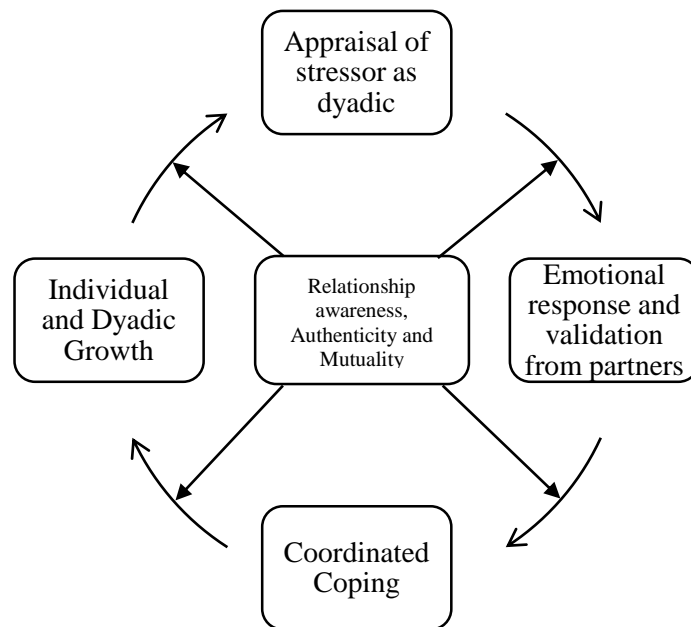 Appraisal of
stressor as
dyadic
Individual
and Dyadic
Growth
Relationship
awareness,
Authenticity and
Mutuality
Emotional
response and
validation
from partners
Coordinated
Coping